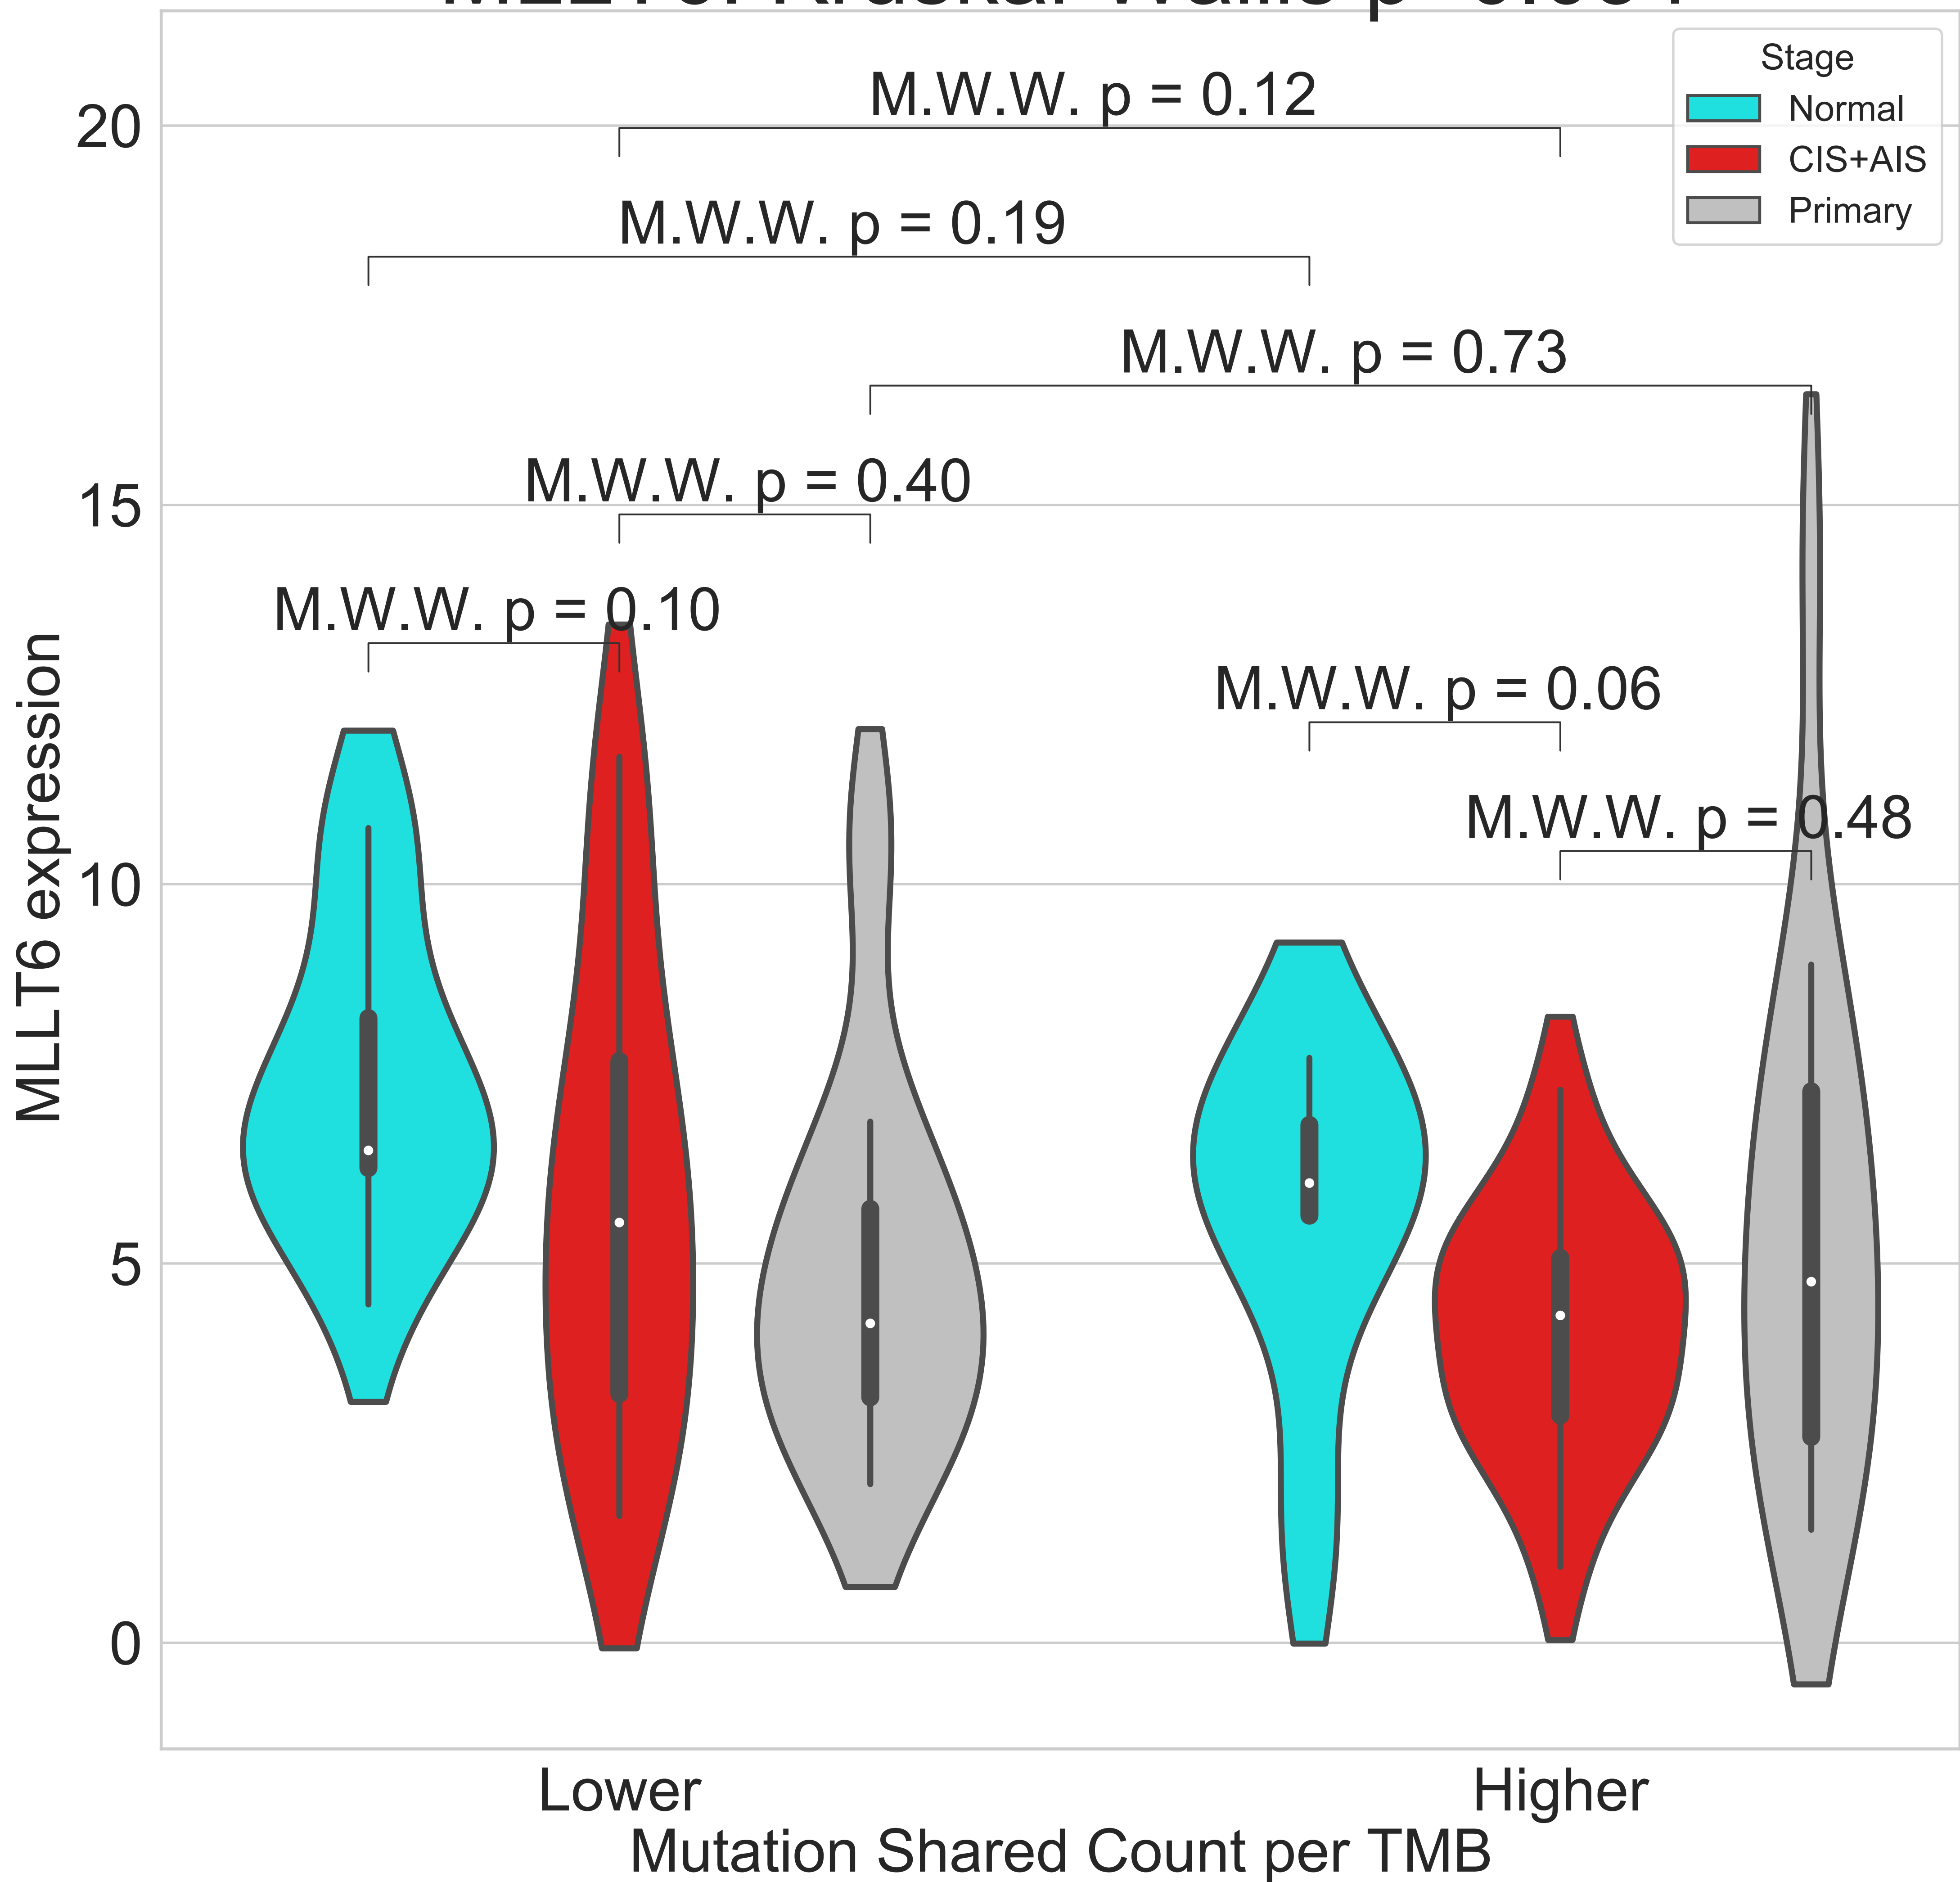 Stage
Normal
CIS+AIS
Primary
M.W.W. p = 0.12
M.W.W. p = 0.19
M.W.W. p = 0.73
M.W.W. p = 0.40
M.W.W. p = 0.10
M.W.W. p = 0.06
M.W.W. p = 0.48
20
15
10
5
0
MLLT6 expression
Lower
Higher
Mutation Shared Count per TMB